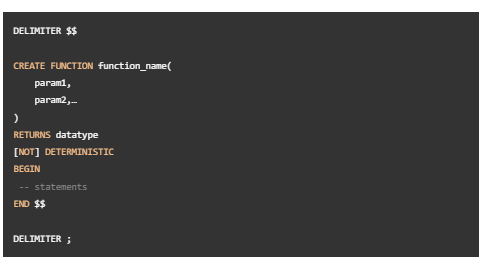 DELIMITER $$
CREATE FUNCTION function_name(
param1,
param2,…
)
RETURNS datatype
[NOT] DETERMINISTIC
BEGIN
-- statements
END $$
DELIMITER ;